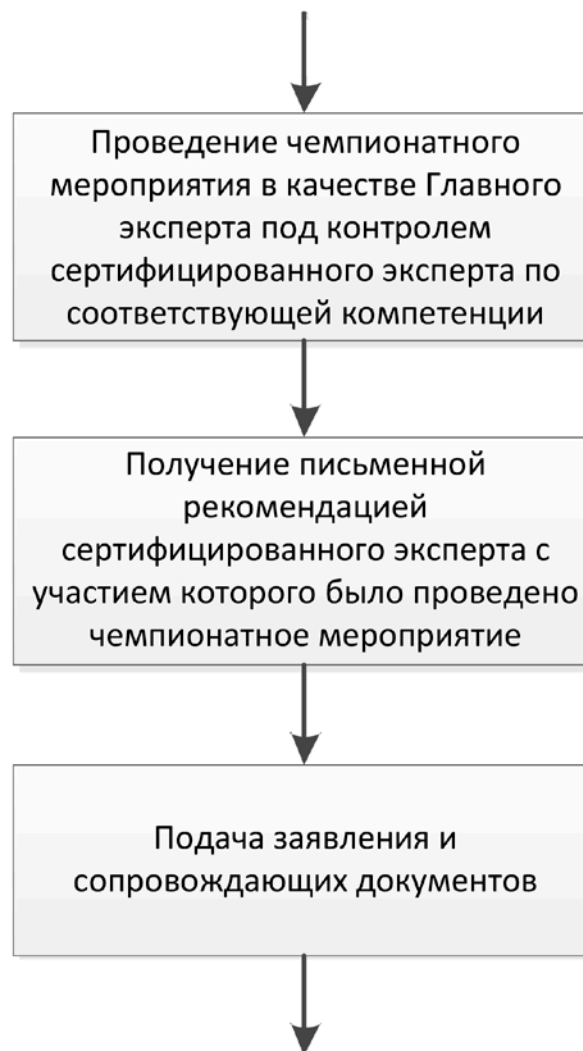 Проведение чемпионатного
мероприятия в качестве Главного
эксперта под контролем
сертифицированного эксперта по
соответствующей компетенции
Получение письменной
рекомендацией
сертифицированного эксперта с
участием которого было проведено
чемпионатное мероприятие
Подача заявления и
сопровождающих документов